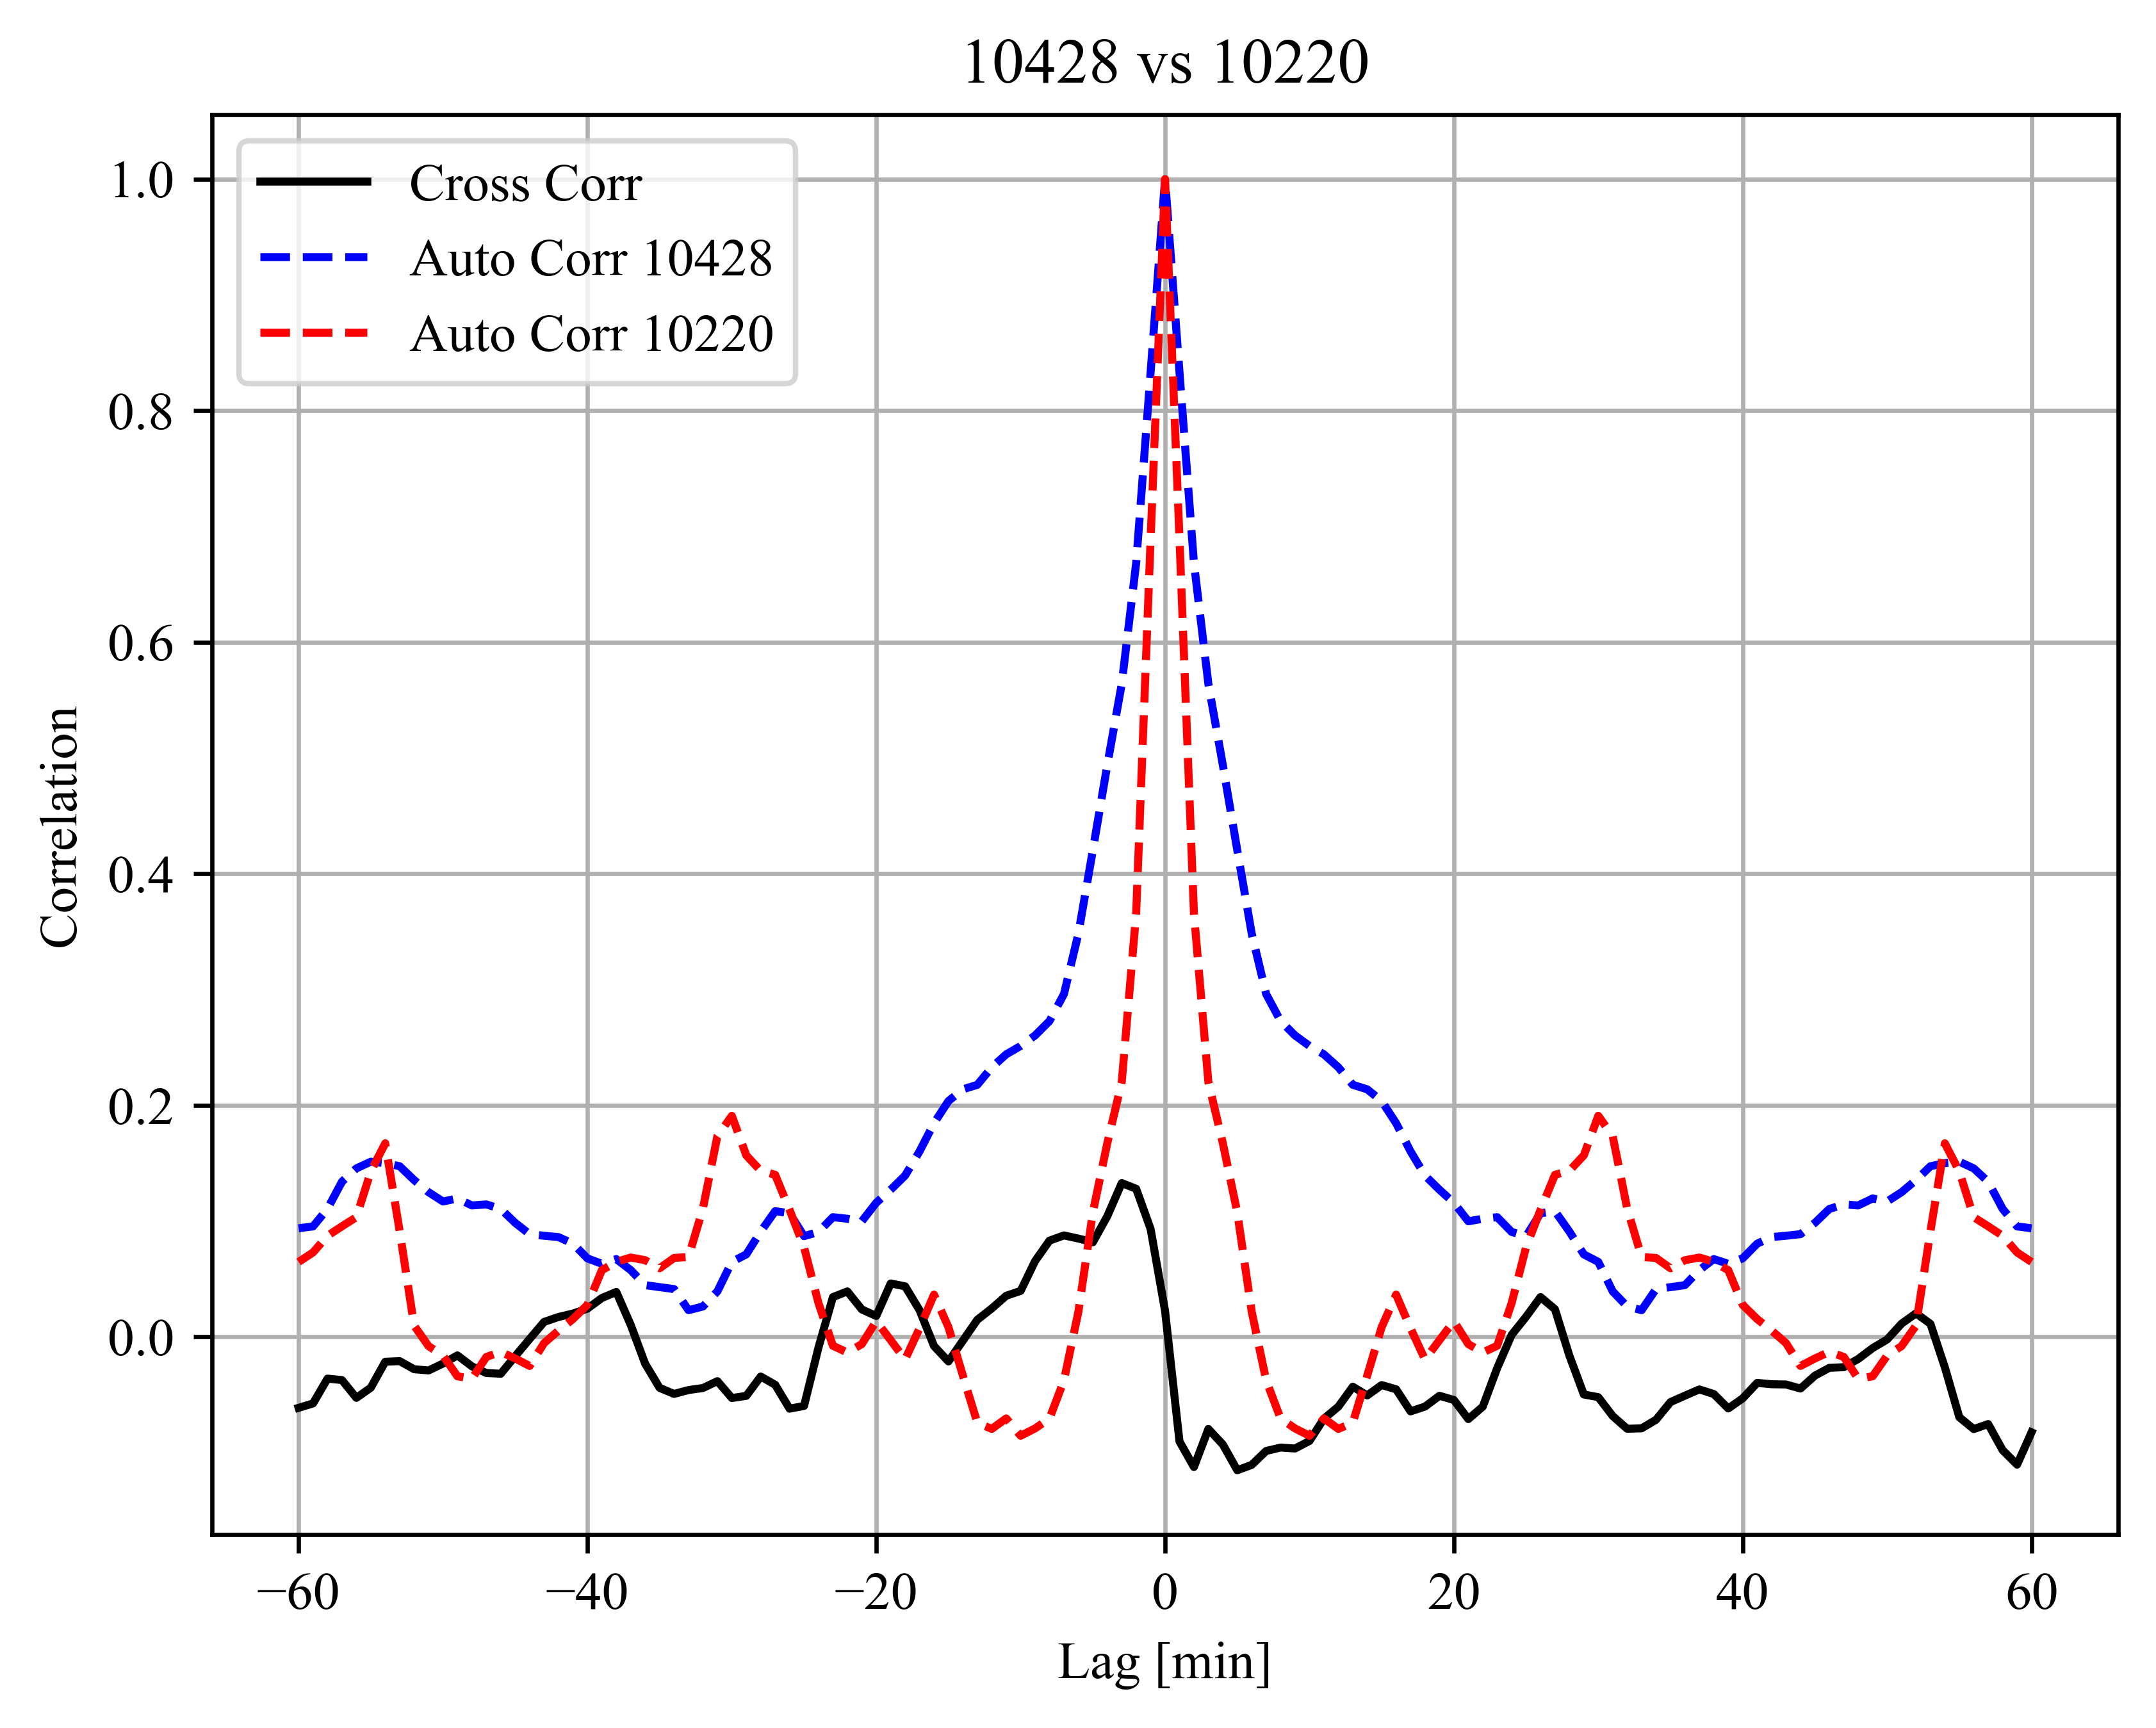 10428 vs 10220
Cross Corr
Auto Corr 10428
Auto Corr 10220
1.0
0.8
0.6
0.4
0.2
0.0
Correlation
−60 −40 −20 0 20 40 60
Lag [min]